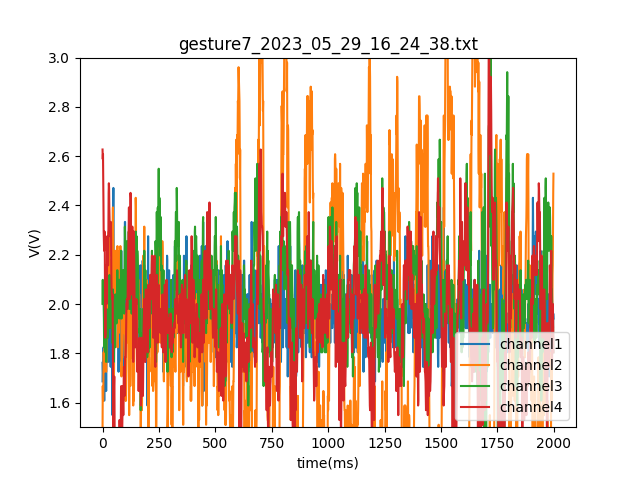 gesture7_2023_05_29_16_24_38.txt
3.0
2.8
2.6
2.4
2.2
2.0
1.8
1.6
V(V)
channel1
channel2
channel3
channel4
0 250 500 750 1000 1250 1500 1750 2000
time(ms)